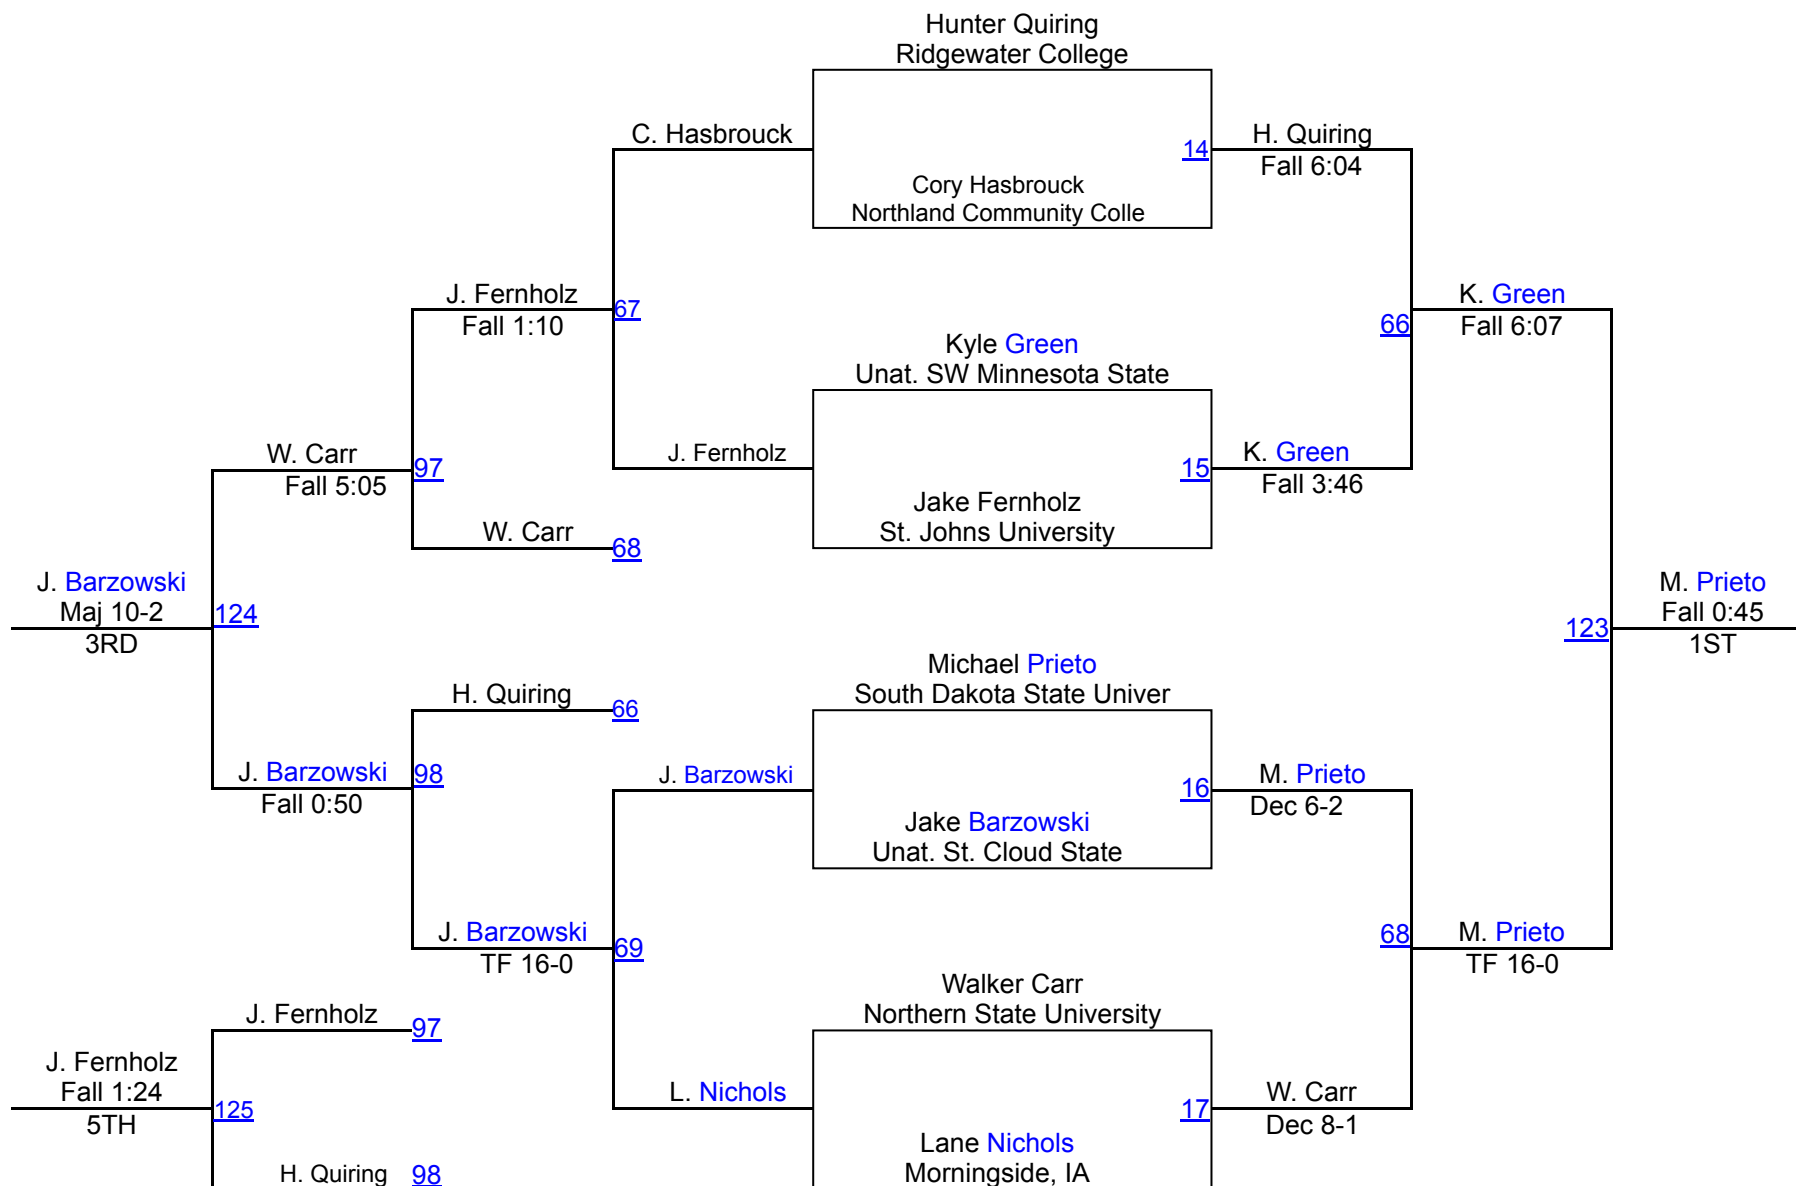 Hunter Quiring
Ridgewater College
C. Hasbrouck
14
H. Quiring
Fall 6:04
Cory Hasbrouck
Northland Community Colle
J. Fernholz
Fall 1:10
67
K. Green
Fall 6:07
66
Kyle Green
Unat. SW Minnesota State
W. Carr
Fall 5:05
97
J. Fernholz
15
K. Green
Fall 3:46
Jake Fernholz
St. Johns University
W. Carr
68
J. Barzowski
Maj 10-2
3RD
124
M. Prieto
Fall 0:45
1ST
123
Michael Prieto
South Dakota State Univer
H. Quiring
66
J. Barzowski
Fall 0:50
98
J. Barzowski
16
M. Prieto
Dec 6-2
Jake Barzowski
Unat. St. Cloud State
J. Barzowski
TF 16-0
69
68
M. Prieto
TF 16-0
Walker Carr
Northern State University
J. Fernholz
97
J. Fernholz
Fall 1:24
5TH
125
L. Nichols
17
W. Carr
Dec 8-1
Lane Nichols
Morningside, IA
H. Quiring
98